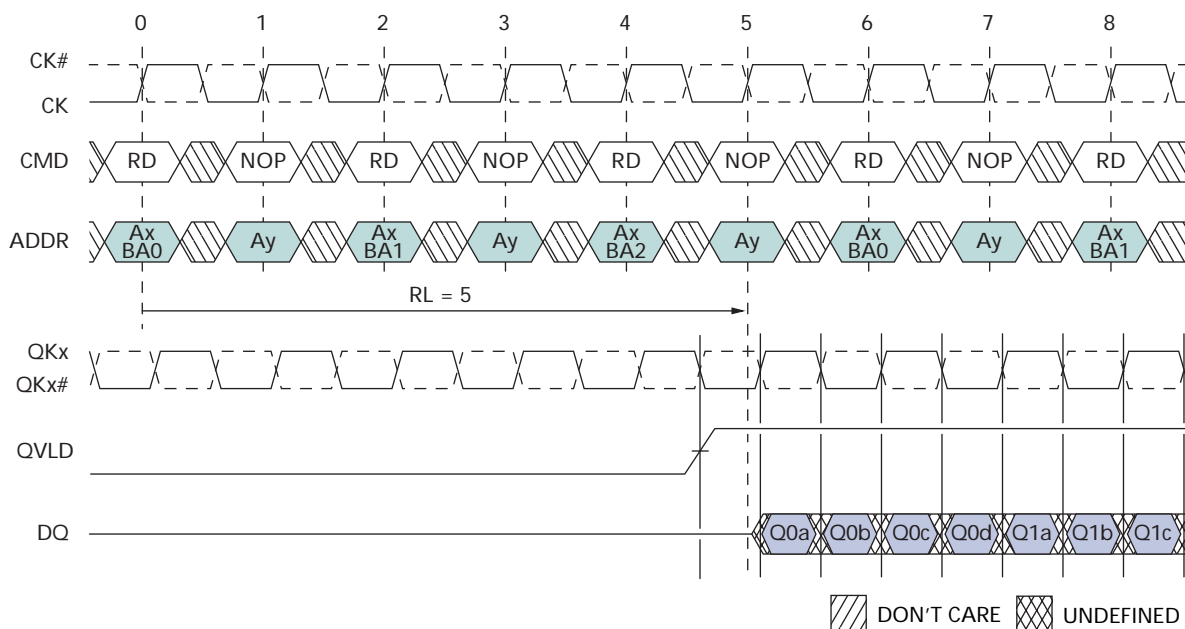 0 1 2 3 4 5 6 7 8
CK#
CK
CMD RD NOP RD NOP RD NOP RD NOP RD
ADDR Ax BA0 Ay Ax BA1 Ay Ax BA2 Ay Ax BA0 Ay Ax BA1
RL = 5
QKx
QKx#
QVLD
DQ Q0a Q0b Q0c Q0d Q1a Q1b Q1c
DON'T CARE UNDEFINED